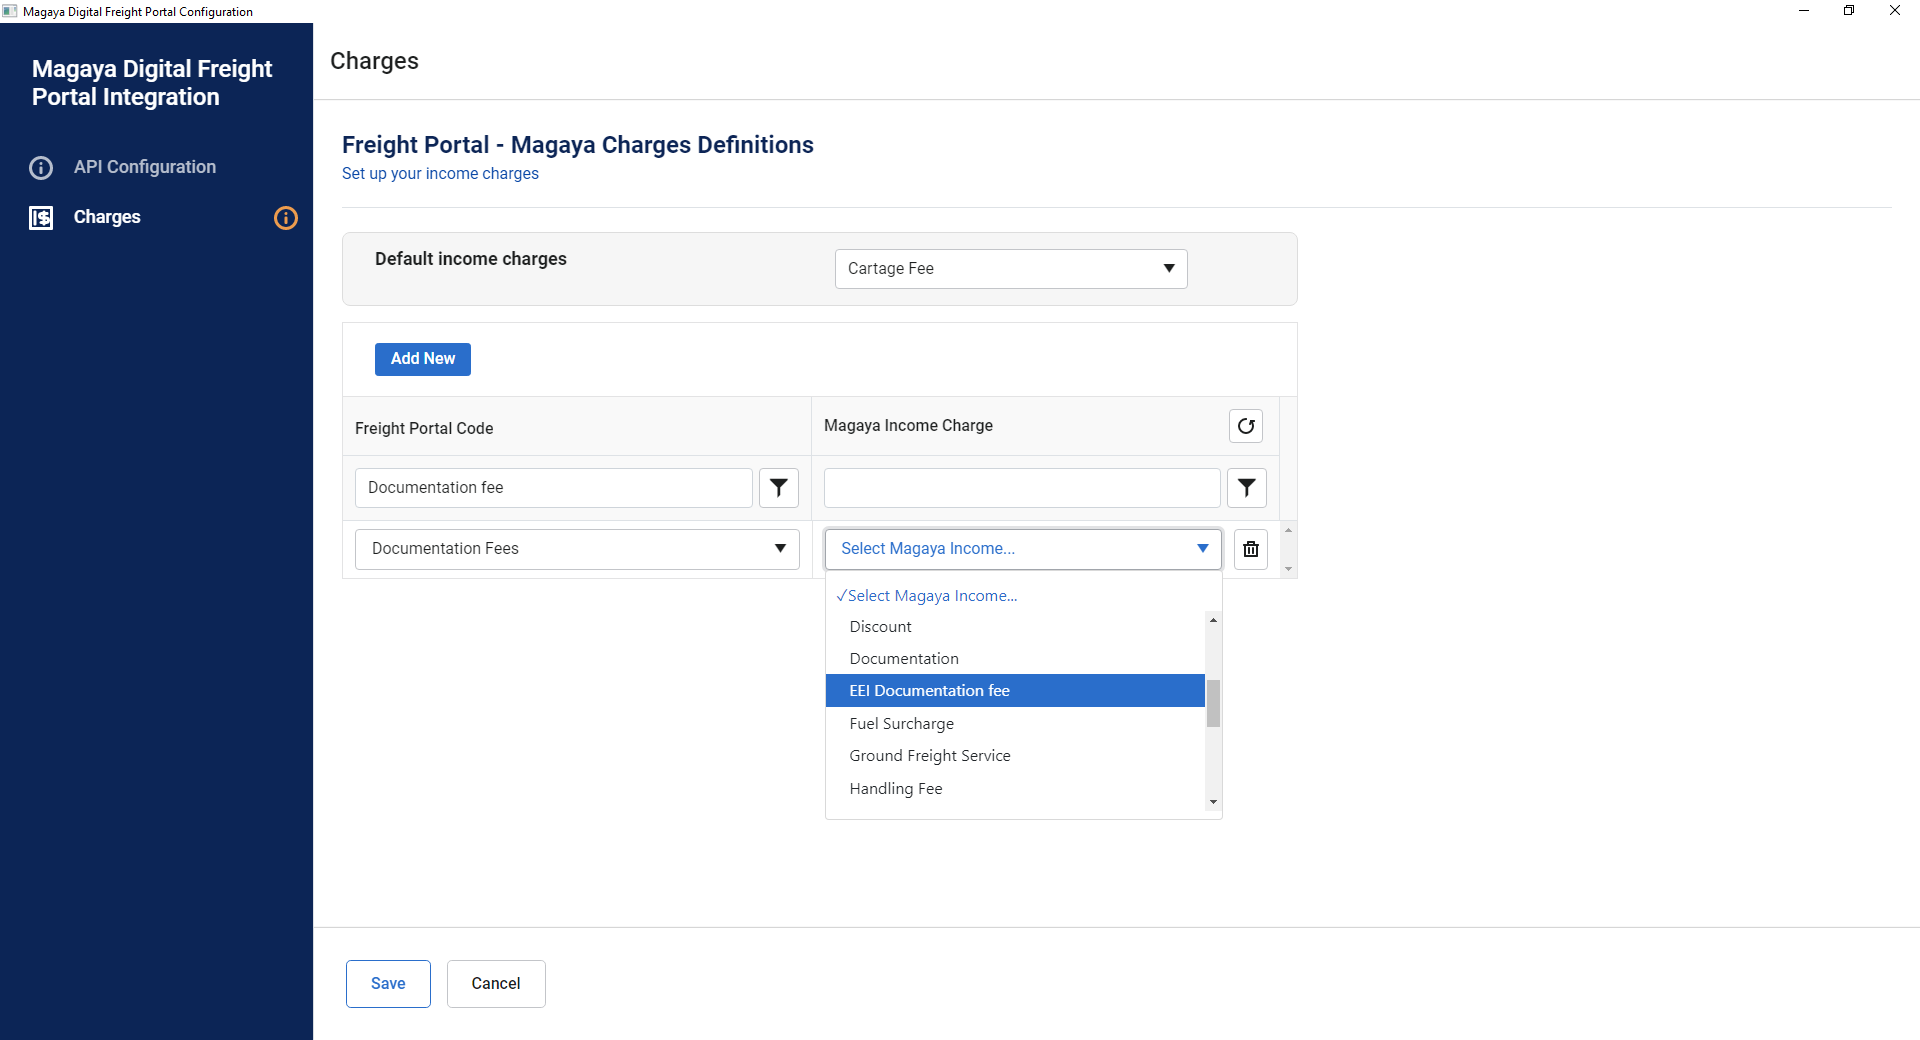 Magaya Digital Freight Portal Configuration
Magaya Digital Freight
Portal Integration
API Configuration
Charges
Charges
Freight Portal - Magaya Charges Definitions
Set up your income charges
Default income charges
Cartage Fee
Add New
Freight Portal Code
Magaya Income Charge
Documentation fee
Documentation Fees
Select Magaya Income...
✓Select Magaya Income...
Discount
Documentation
EEI Documentation fee
Fuel Surcharge
Ground Freight Service
Handling Fee
Save
Cancel